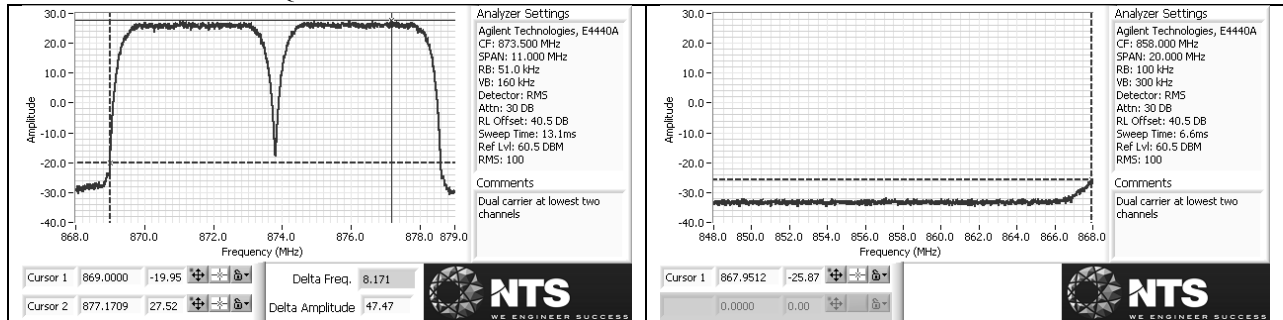 30.0
20.0
10.0
0.0
-10.0
-20.0
-30.0
-40.0
Amplitude
868.0 870.0 872.0 874.0 876.0 878.0 879.0
Frequency (MHz)
Analyzer Settings
Agilent Technologies, E4440A
CF: 873.500 MHz
SPAN: 11.000 MHz
RB: 51.0 kHz
VB: 160 kHz
Detector: RMS
Attn: 30 DB
RL Offset: 40.5 DB
Sweep Time: 13.1ms
Ref Lvl: 60.5 DBM
RMS: 100
Comments
Dual carrier at lowest two
channels
Cursor 1 869.0000 -19.95
Cursor 2 877.1709 27.52
Delta Freq. 8.171
Delta Amplitude 47.47
NTS
WE ENGINEER SUCCESS
30.0
20.0
10.0
0.0
-10.0
-20.0
-30.0
-40.0
Amplitude
848.0 850.0 852.0 854.0 856.0 858.0 860.0 862.0 864.0 866.0 868.0
Frequency (MHz)
Analyzer Settings
Agilent Technologies, E4440A
CF: 858.000 MHz
SPAN: 20.000 MHz
RB: 100 kHz
VB: 300 kHz
Detector: RMS
Attn: 30 DB
RL Offset: 40.5 DB
Sweep Time: 6.6ms
Ref Lvl: 60.5 DBM
RMS: 100
Comments
Dual carrier at lowest two
channels
Cursor 1 867.9512 -25.87
0.0000 0.00
NTS
WE ENGINEER SUCCESS